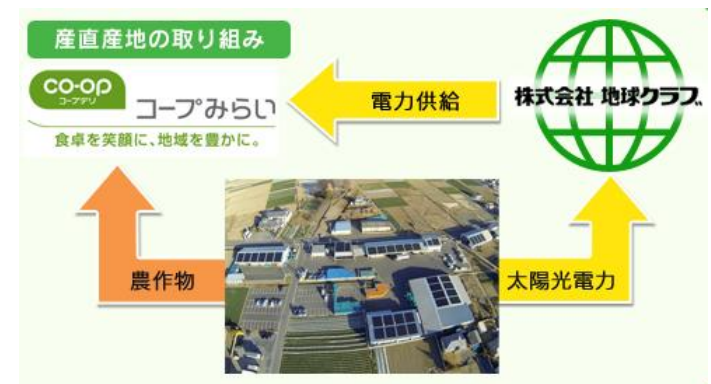 産直産地の取り組み
co-op
コープデリ
コープみらい
食卓を笑顔に、地域を豊かに。
電力供給
株式会社 地球クラブ
農作物
太陽光電力